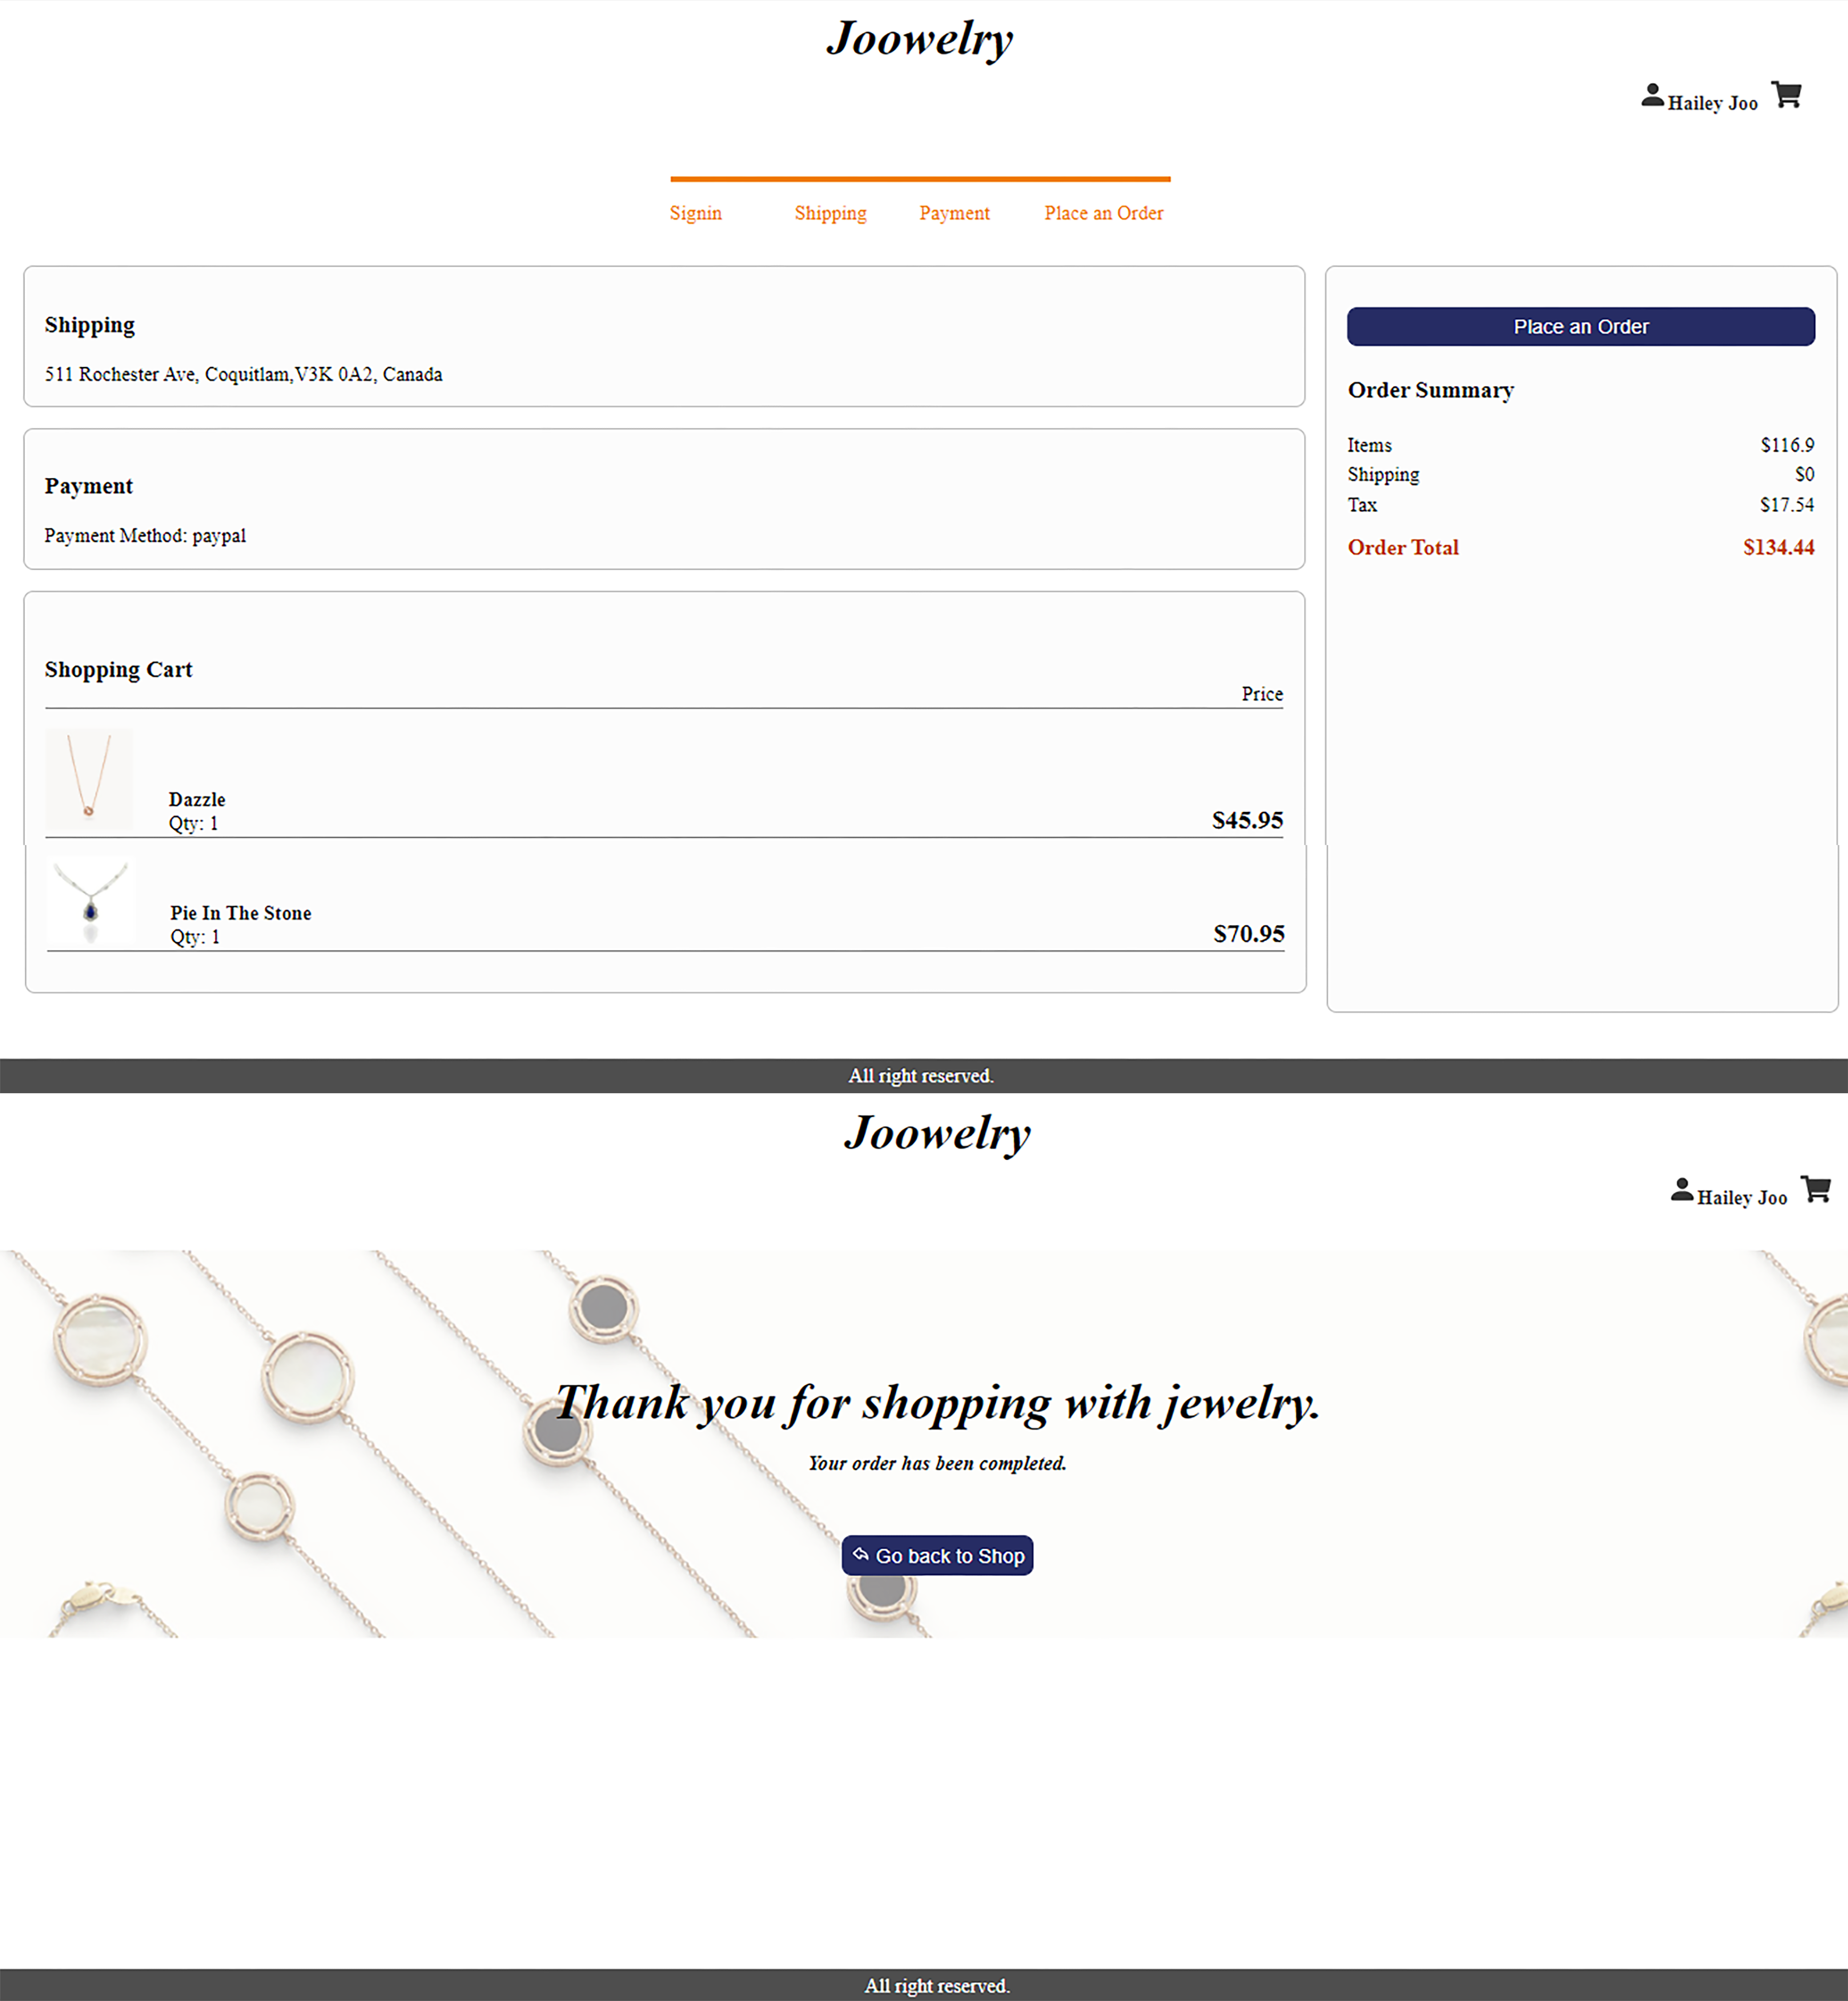 Joowelry
Hailey Joo
Signin Shipping Payment Place an Order
Shipping
511 Rochester Ave, Coquitlam,V3K 0A2, Canada
Payment
Payment Method: paypal
Shopping Cart
Price
Dazzle
Qty: 1
$45.95
Pie In The Stone
Qty: 1
$70.95
Place an Order
Order Summary
Items $116.9
Shipping $0
Tax $17.54
Order Total $134.44
All right reserved.
Joowelry
Hailey Joo
Thank you for shopping with jewelry.
Your order has been completed.
Go back to Shop
All right reserved.